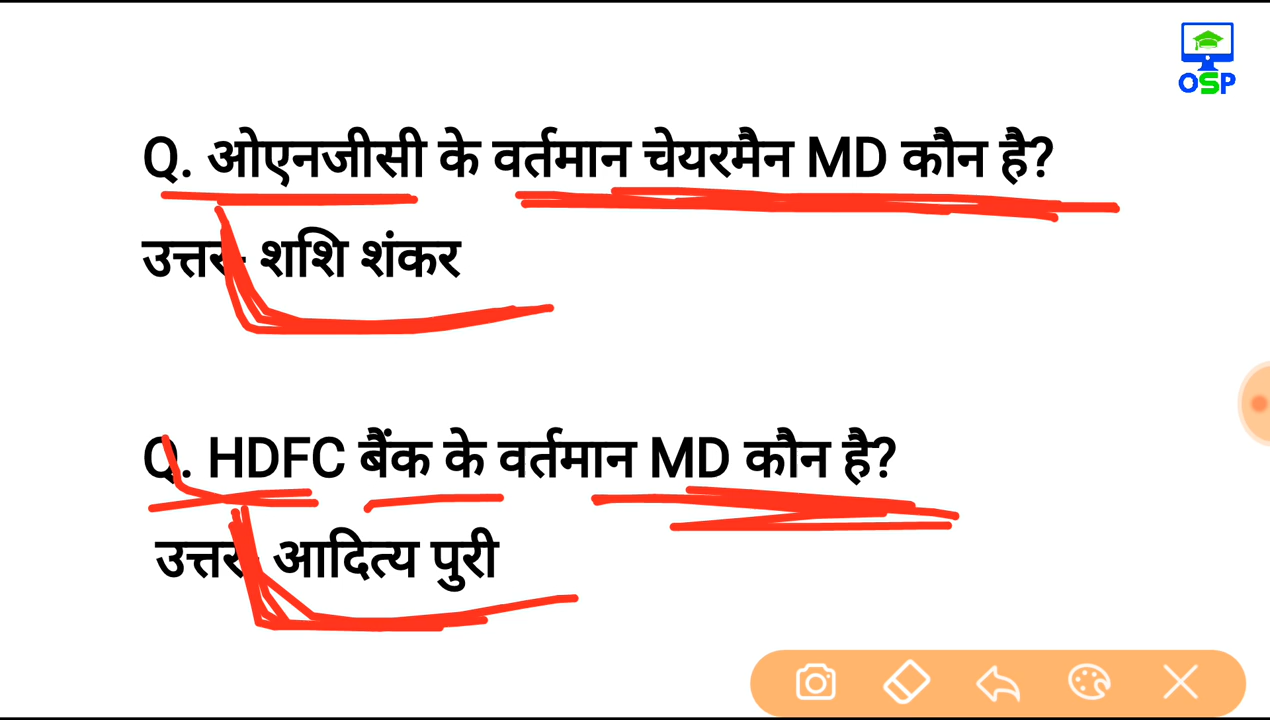 OSP
Q. ओएनजीसी के वर्तमान चेयरमैन MD कौन है?
उत्तर- शशि शंकर
Q. HDFC बैंक के वर्तमान MD कौन है?
उत्तर- आदित्य पुरी